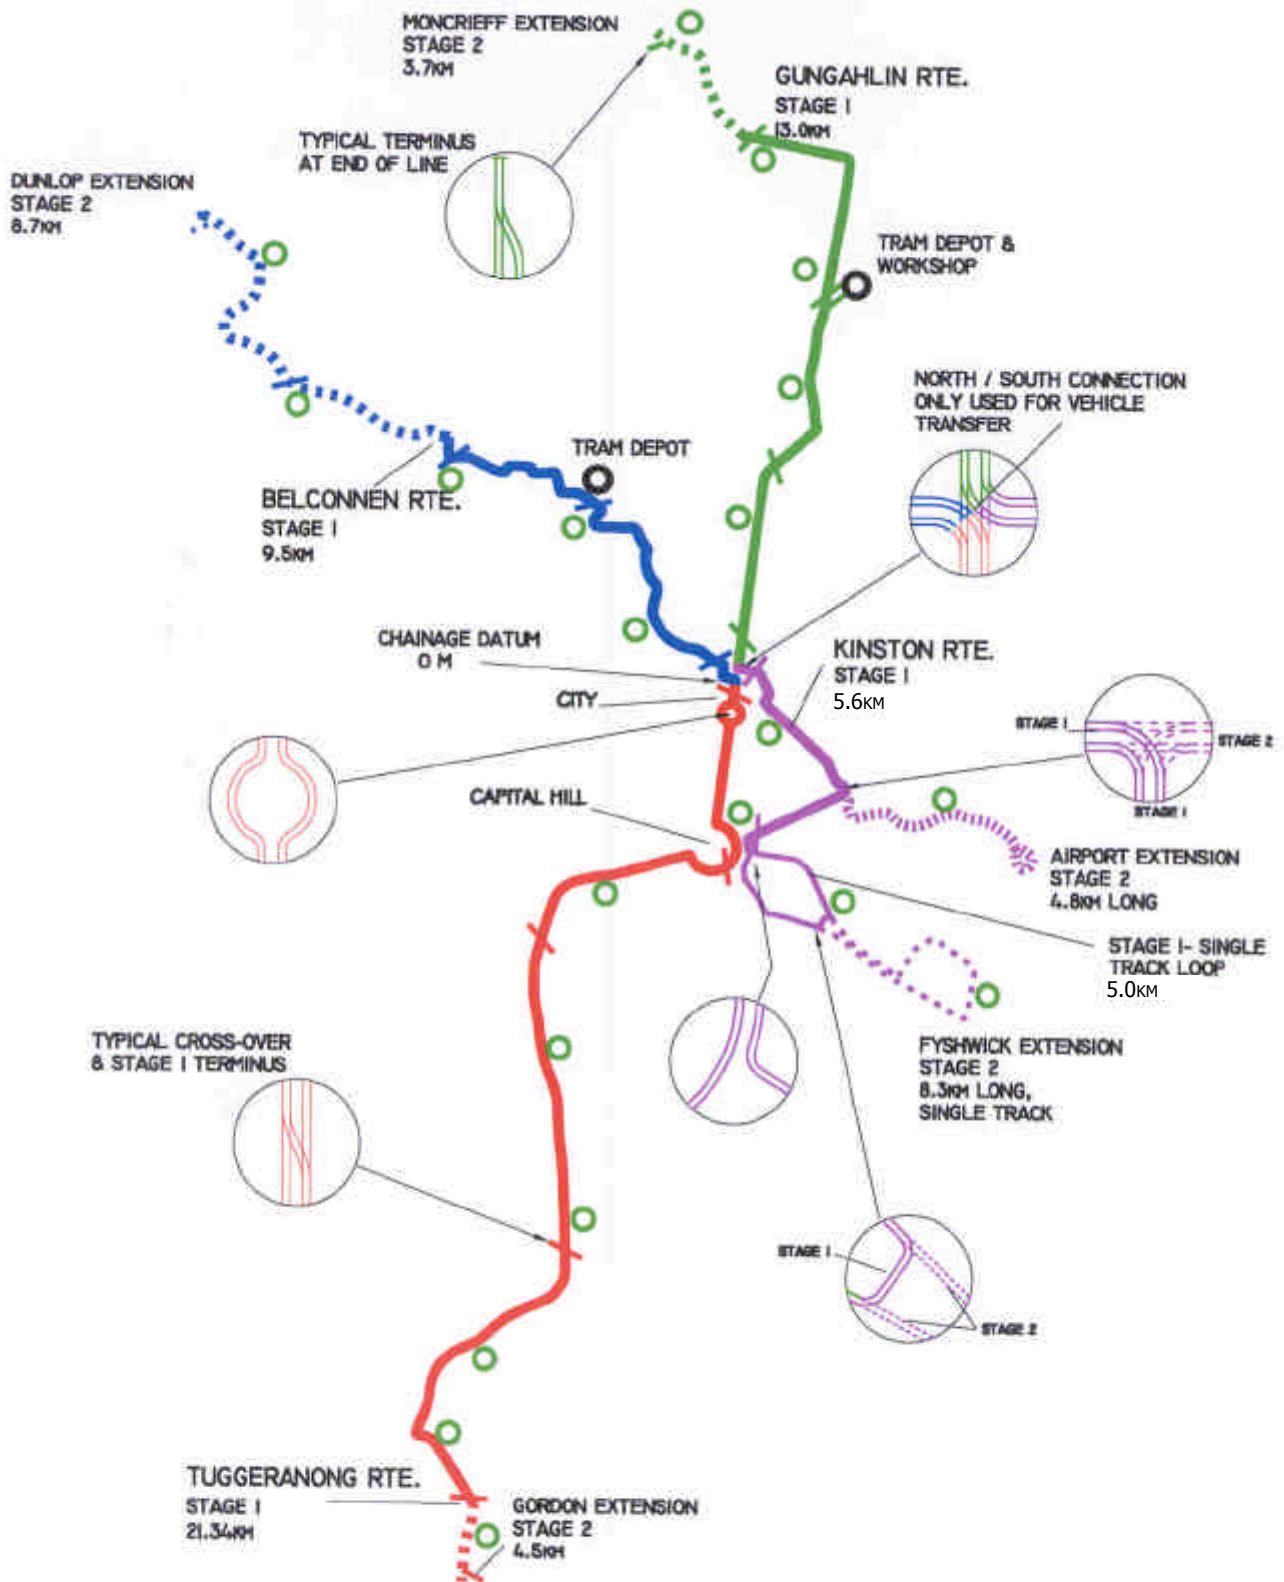 MONCRIEFF EXTENSION
STAGE 2
3.7KM
GUNGAHLIN RTE.
STAGE 1
13.0KM
TYPICAL TERMINUS
AT END OF LINE
DUNLOP EXTENSION
STAGE 2
8.7KM
TRAM DEPOT &
WORKSHOP
NORTH / SOUTH CONNECTION
ONLY USED FOR VEHICLE
TRANSFER
TRAM DEPOT
BELCONNEN RTE.
STAGE 1
9.5KM
CHAINAGE DATUM
0 M
KINSTON RTE.
STAGE 1
5.6KM
CITY
STAGE 1
STAGE 2
STAGE 1
CAPITAL HILL
AIRPORT EXTENSION
STAGE 2
4.8KM LONG
STAGE 1- SINGLE
TRACK LOOP
5.0KM
TYPICAL CROSS-OVER
& STAGE 1 TERMINUS
FYSHWICK EXTENSION
STAGE 2
8.3KM LONG,
SINGLE TRACK
STAGE 1
STAGE 2
TUGGERANONG RTE.
STAGE 1
21.34KM
GORDON EXTENSION
STAGE 2
4.5KM